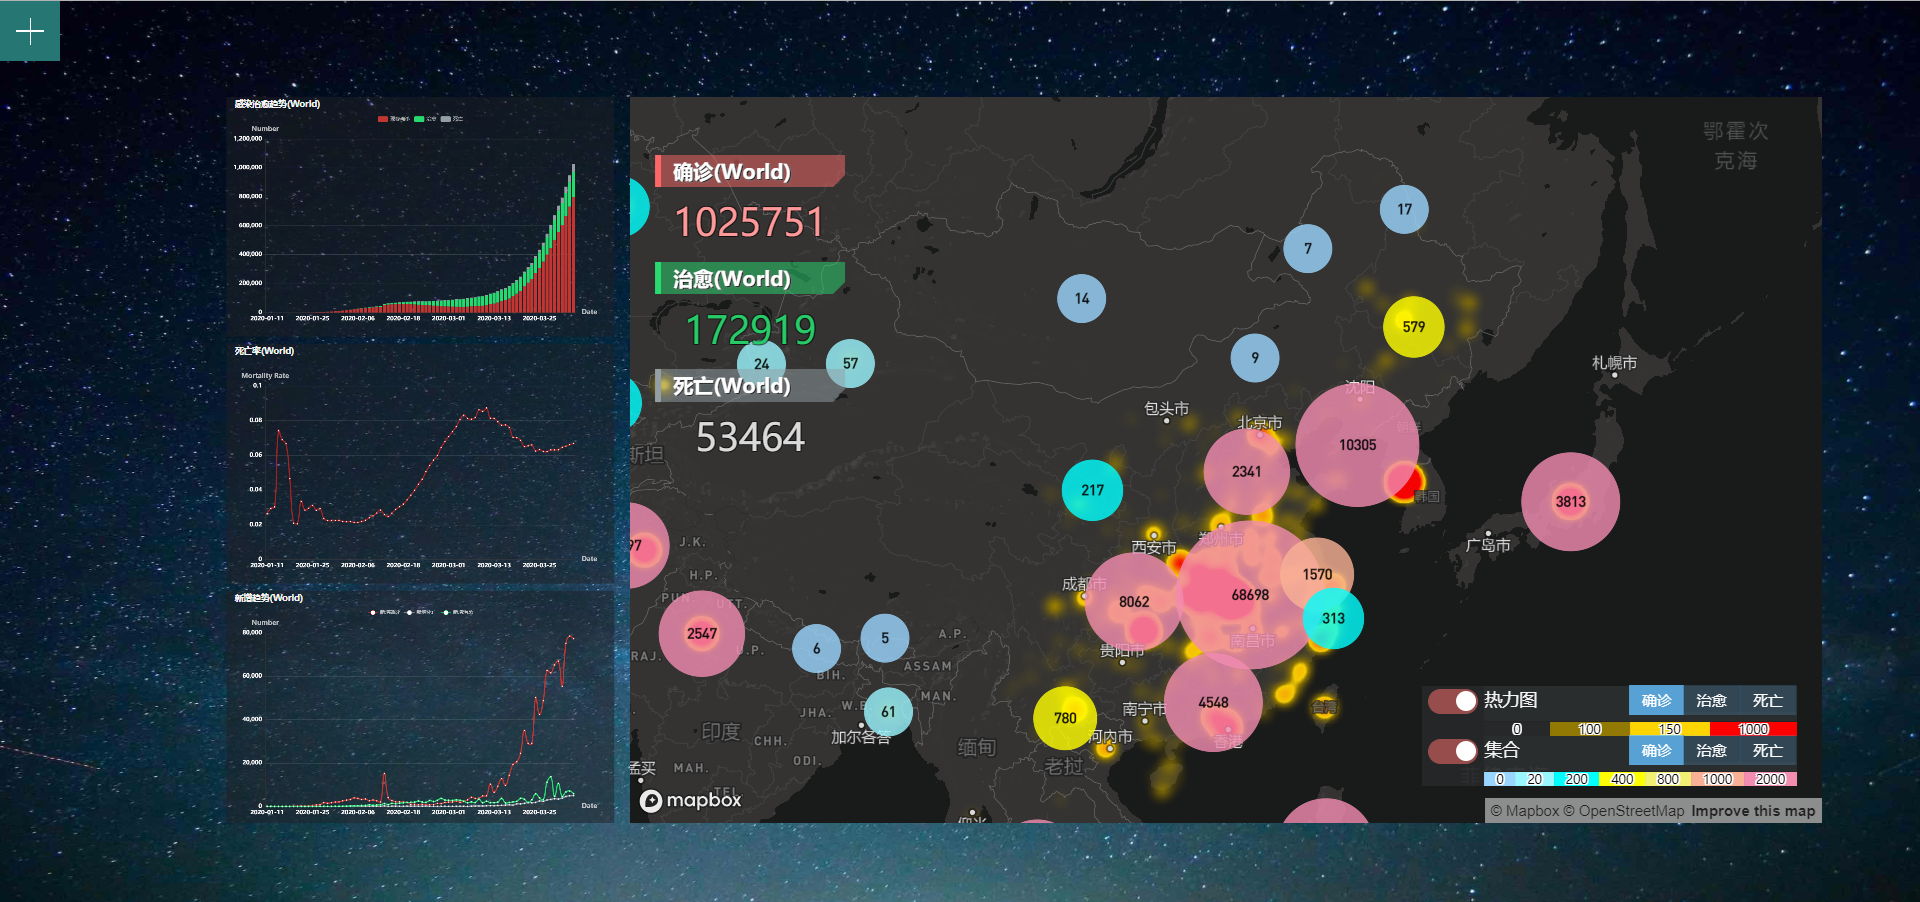 感染治愈趋势(World)
治愈
死亡
Number
1,200,000
1,000,000
800,000
600,000
400,000
200,000
0
2020-01-11 2020-01-25 2020-02-06 2020-02-18 2020-03-01 2020-03-13 2020-03-25
Date
死亡率(World)
Mortality Rate
0.1
0.08
0.06
0.04
0.02
0
2020-01-11 2020-01-25 2020-02-06 2020-02-18 2020-03-01 2020-03-13 2020-03-25
Date
新增趋势(World)
Number
80,000
60,000
40,000
20,000
0
2020-01-11 2020-01-25 2020-02-06 2020-02-18 2020-03-01 2020-03-13 2020-03-25
Date
确诊(World)
1025751
治愈(World)
172919
死亡(World)
53464
鄂霍次
克海
17
7
14
579
9
24
57
札幌市
沈阳
包头市
北京市
10305
2341
斯坦
217
韩国
3813
97
J.K.
西安市
郑州市
广岛市
H.P.
成都市
1570
PUN.
UTT.
8062
68698
313
2547
U.P.
RAJ.
6
5
A.P.
ASSAM
南昌市
贵阳市
BIH.
MAN.
JHA.
W.B
61
780
南宁市
4548
台湾
印度
CHH.
加尔各答
缅甸
河内市
香港
ODI.
老挝
孟买
MAH.
TEL.
mapbox
热力图
确诊 治愈 死亡
0 100 150 1000
集合
确诊 治愈 死亡
0 20 200 400 800 1000 2000
© Mapbox © OpenStreetMap Improve this map